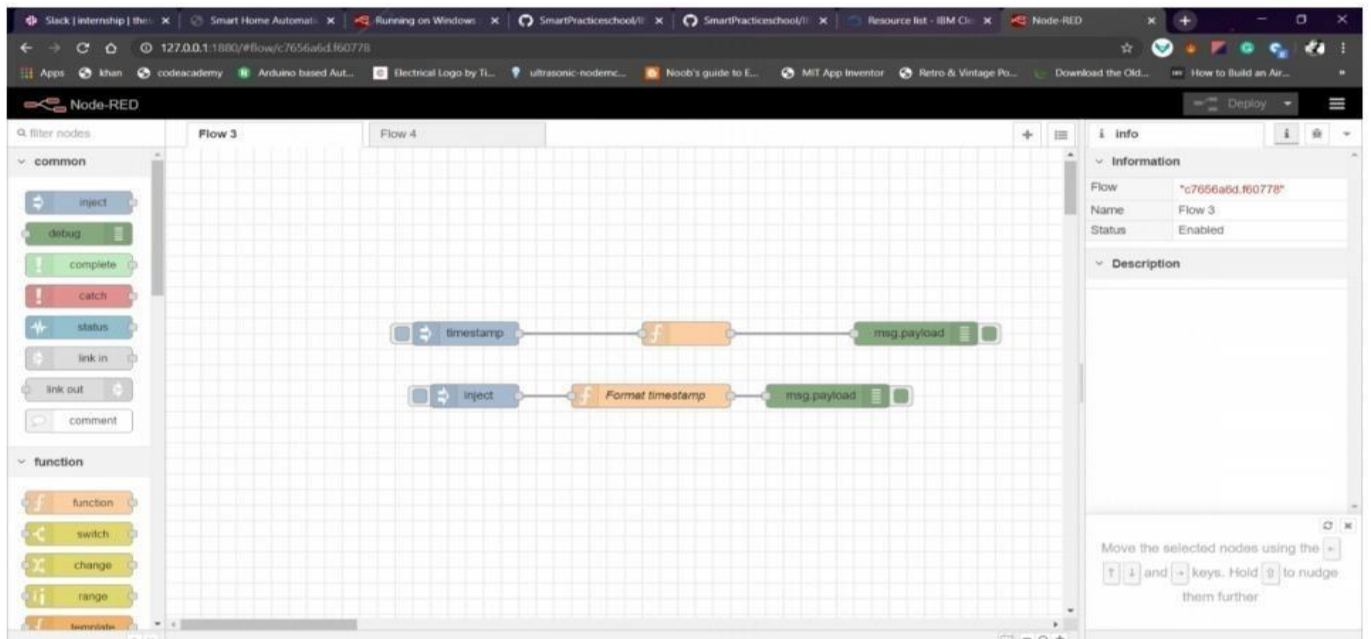 Slack | internship | the
Smart Home Automati
Running on Windows
SmartPracticeschool/
SmartPracticeschool/
Resource list - IBM Clo
Node-RED
127.0.0.1:1880/#flow/c7656a6d.f60778
Apps
khan
codeacademy
Arduino based Aut...
Electrical Logo by Ti...
ultrasonic-nodemc...
Noob's guide to E...
MIT App Inventor
Retro & Vintage Po...
Download the Old...
How to Build an Air...
Node-RED
Deploy
filter nodes
Flow 3
Flow 4
info
common
Information
inject
Flow "c7656a6d.f60778"
Name Flow 3
debug
Status Enabled
complete
Description
catch
status
timestamp
msg.payload
link in
link out
inject
Format timestamp
msg.payload
comment
function
function
switch
Move the selected nodes using the ←
change
↑ ↓ and → keys. Hold ⇧ to nudge
range
them further
template